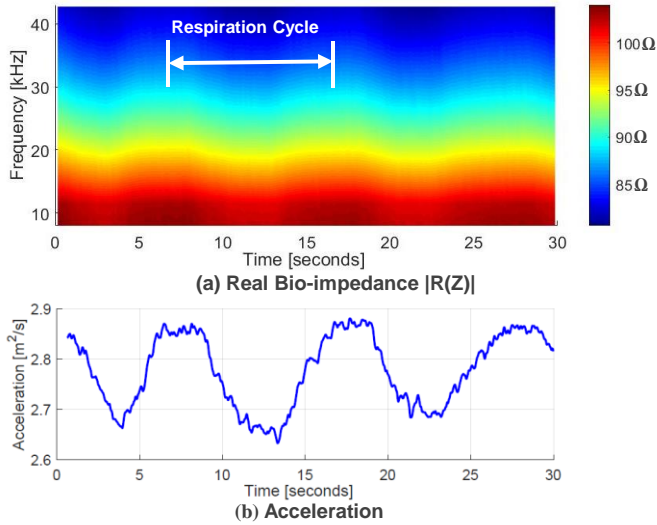 Respiration Cycle
Frequency [kHz]
40
30
20
10
0
5
10
15
20
25
30
Time [seconds]
100Ω
95Ω
90Ω
85Ω
(a) Real Bio-impedance |R(Z)|
Acceleration [m²/s]
2.9
2.8
2.7
2.6
0
5
10
15
20
25
30
Time [seconds]
(b) Acceleration